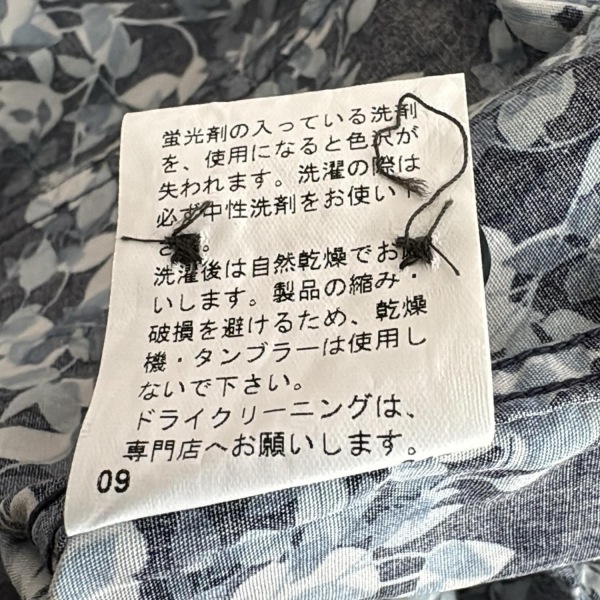 蛍光剤の入っている洗剤
を、使用になると色沢が
失われます。洗濯の際は
必ず中性洗剤をお使い下
さい。
洗濯後は自然乾燥でお願
いします。製品の縮み・
破損を避けるため、乾燥
機・タンブラーは使用し
ないで下さい。
ドライクリーニングは、
専門店へお願いします。
09